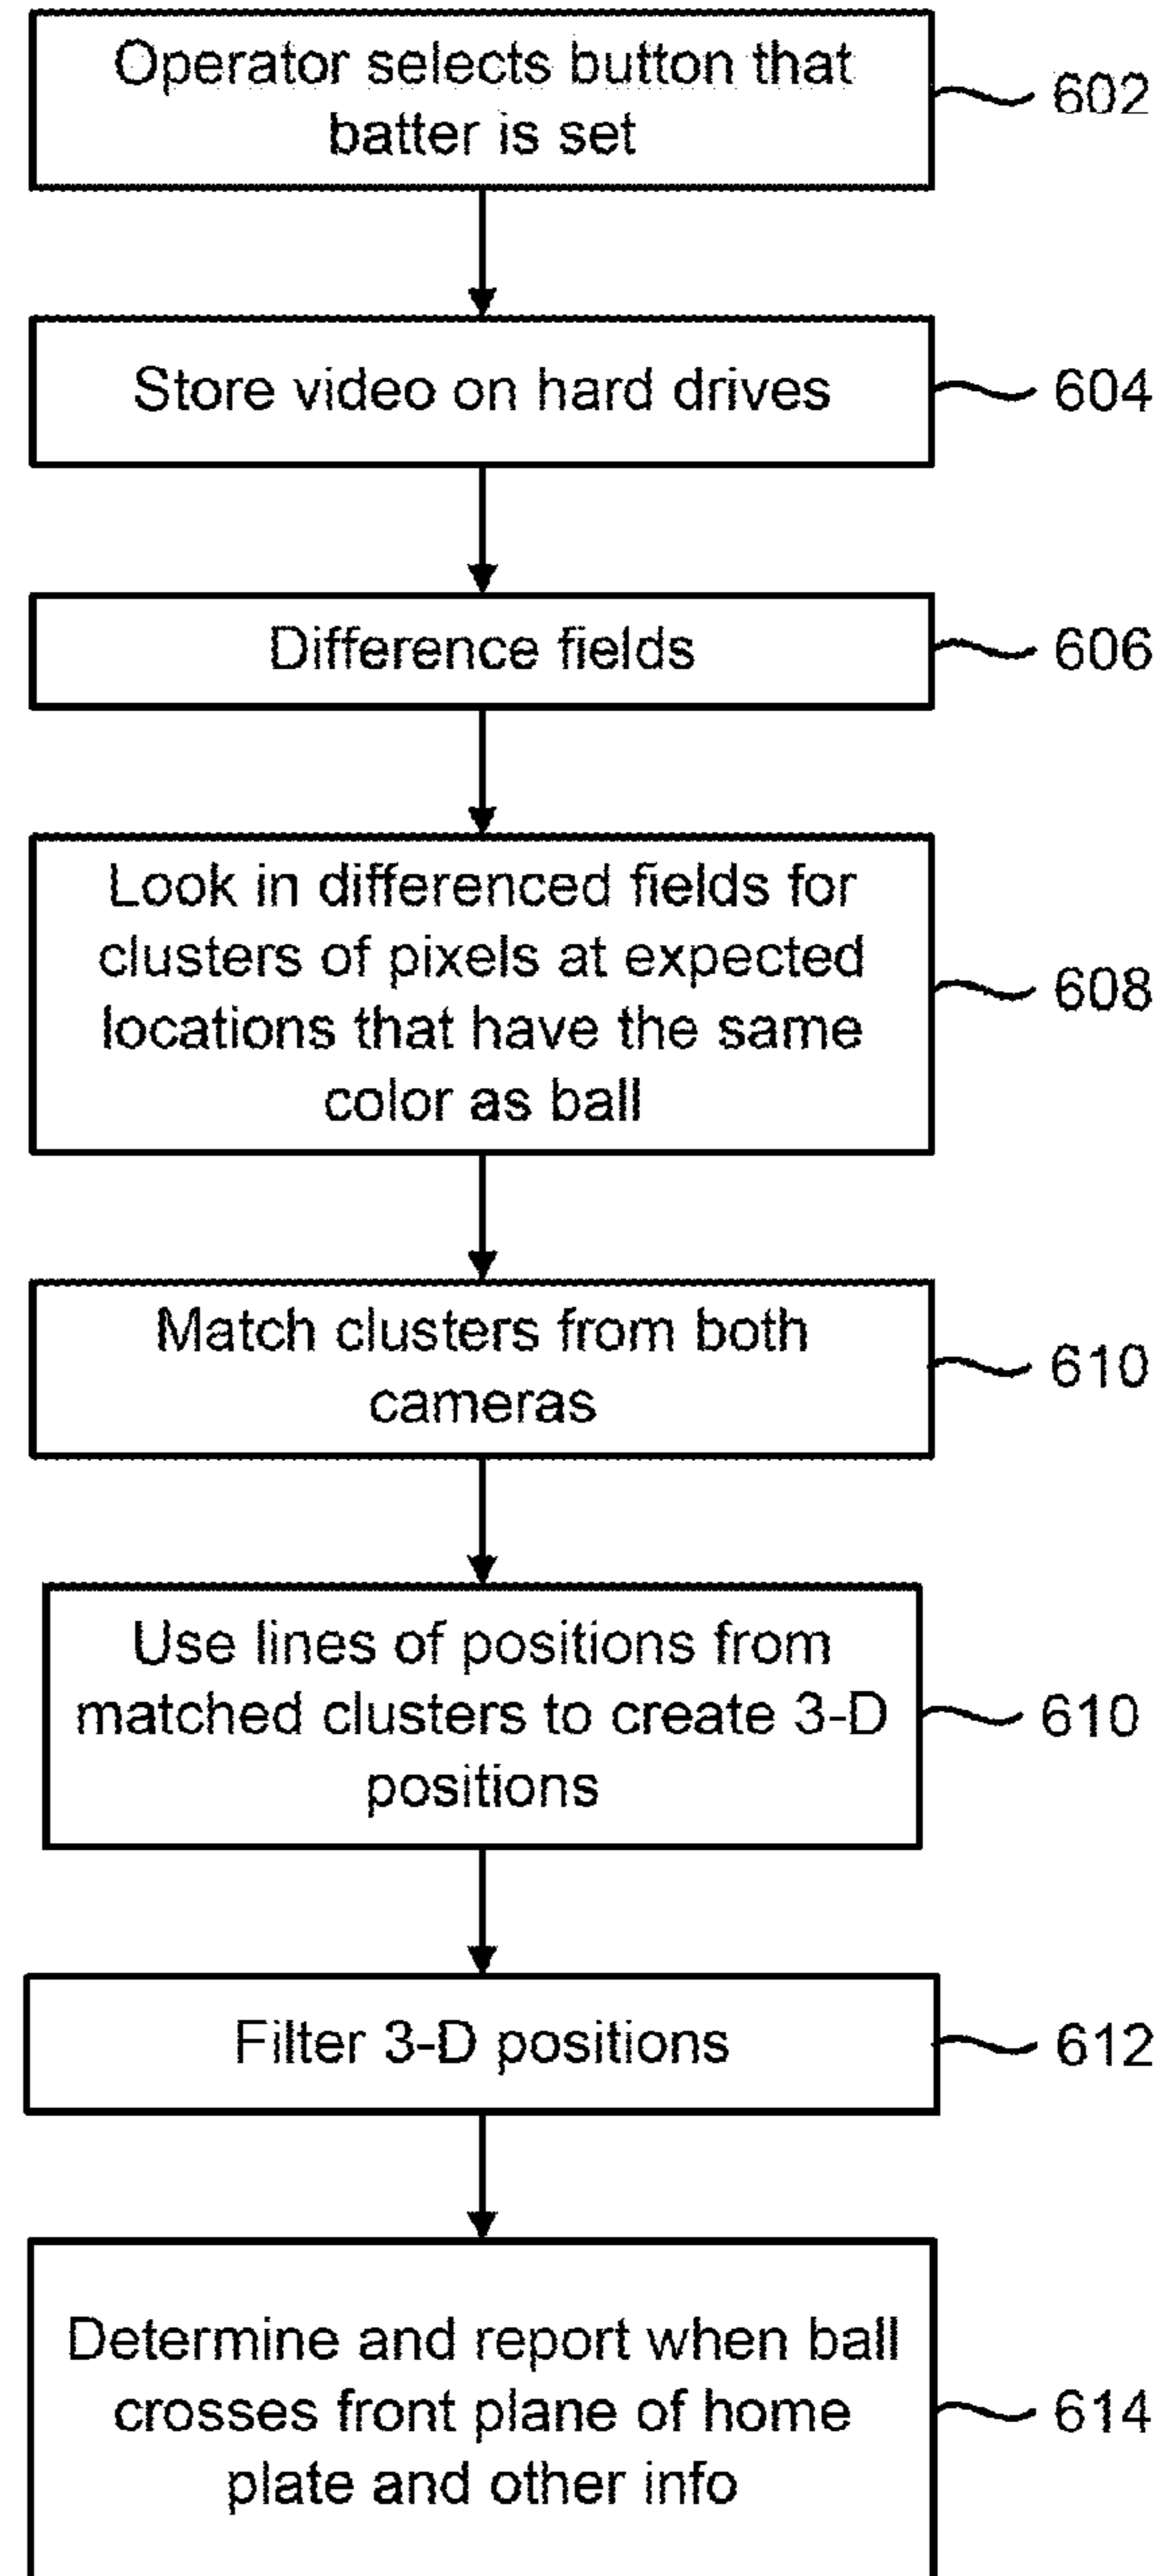 Operator selects button that
batter is set
602
Store video on hard drives
604
Difference fields
606
Look in differenced fields for
clusters of pixels at expected
locations that have the same
color as ball
608
Match clusters from both
cameras
610
Use lines of positions from
matched clusters to create 3-D
positions
610
Filter 3-D positions
612
Determine and report when ball
crosses front plane of home
plate and other info
614